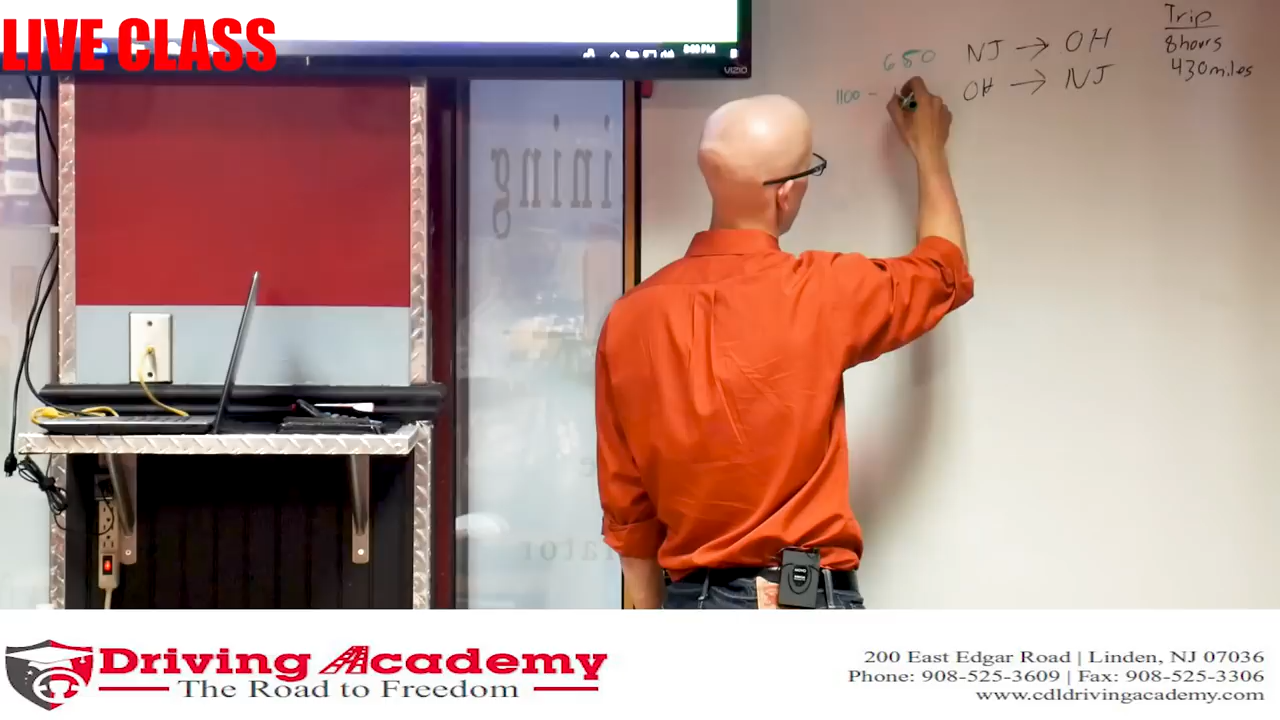 LIVE CLASS
VIZIO
650 NJ → OH
1100 - OH → NJ
Trip
8 hours
430 miles
ining
Driving Academy
The Road to Freedom
200 East Edgar Road | Linden, NJ 07036
Phone: 908-525-3609 | Fax: 908-525-3306
www.cdldrivingacademy.com